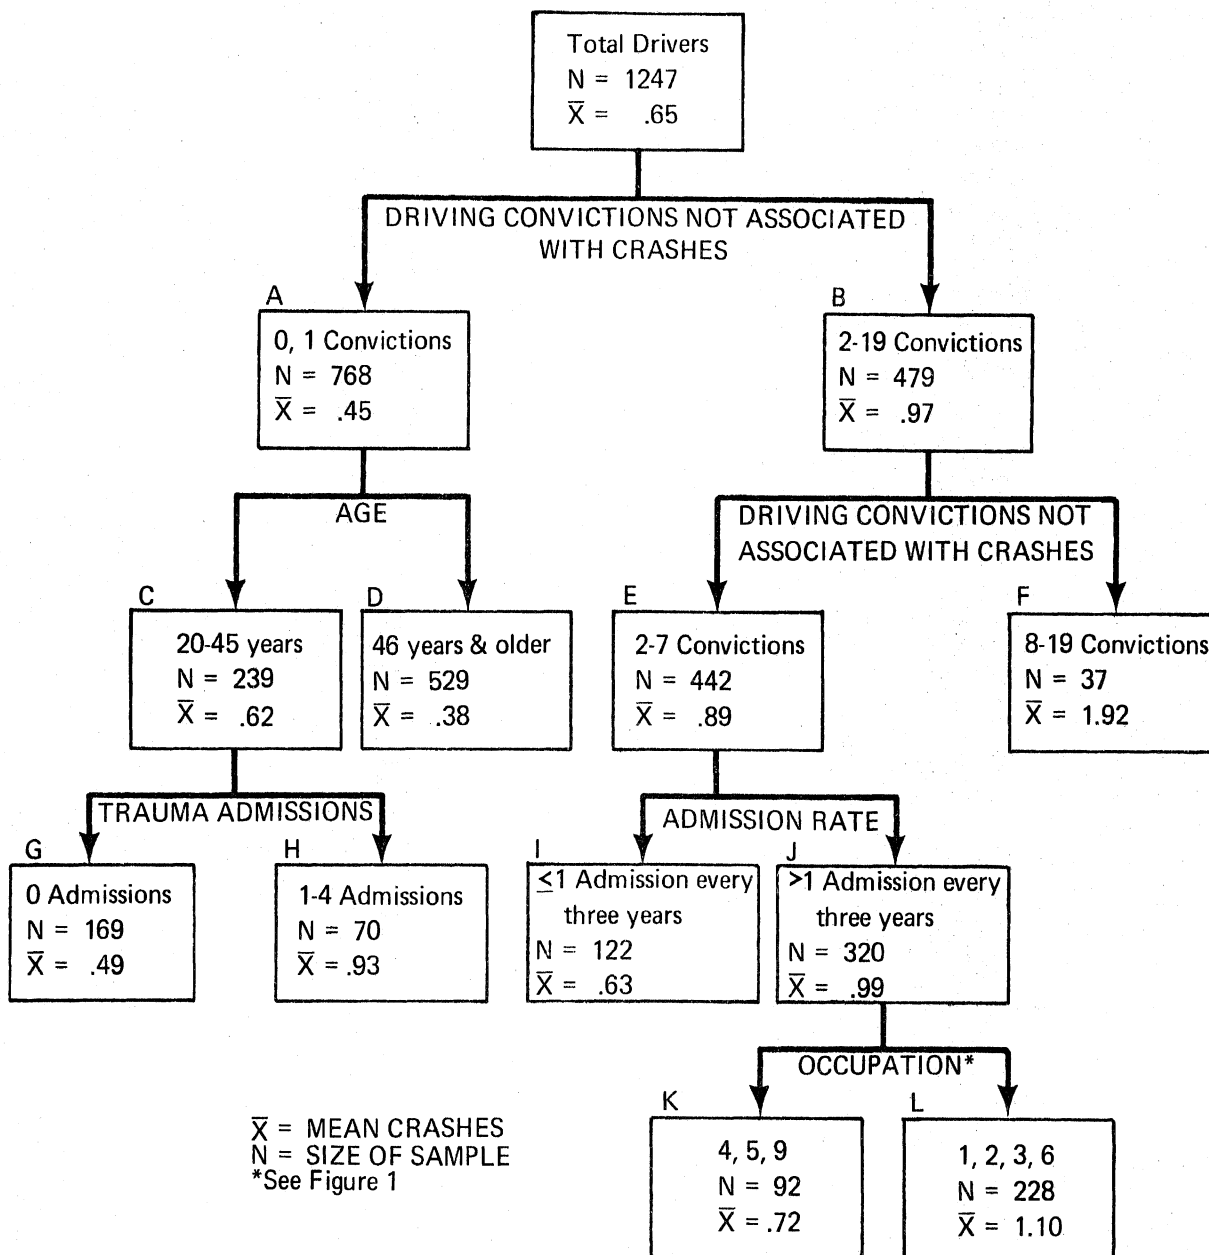 Total Drivers
N = 1247
X̅ = .65
DRIVING CONVICTIONS NOT ASSOCIATED
WITH CRASHES
A
0, 1 Convictions
N = 768
X̅ = .45
B
2-19 Convictions
N = 479
X̅ = .97
AGE
DRIVING CONVICTIONS NOT
ASSOCIATED WITH CRASHES
C
20-45 years
N = 239
X̅ = .62
D
46 years & older
N = 529
X̅ = .38
E
2-7 Convictions
N = 442
X̅ = .89
F
8-19 Convictions
N = 37
X̅ = 1.92
TRAUMA ADMISSIONS
ADMISSION RATE
G
0 Admissions
N = 169
X̅ = .49
H
1-4 Admissions
N = 70
X̅ = .93
I
≤1 Admission every
three years
N = 122
X̅ = .63
J
>1 Admission every
three years
N = 320
X̅ = .99
OCCUPATION*
K
4, 5, 9
N = 92
X̅ = .72
L
1, 2, 3, 6
N = 228
X̅ = 1.10
X̅ = MEAN CRASHES
N = SIZE OF SAMPLE
*See Figure 1